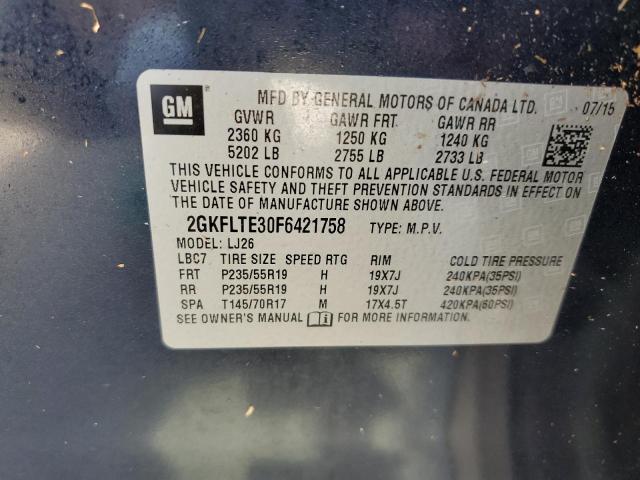 GM
MFD BY GENERAL MOTORS OF CANADA LTD. 07/15
GVWR GAWR FRT GAWR RR
2360 KG 1250 KG 1240 KG
5202 LB 2755 LB 2733 LB
THIS VEHICLE CONFORMS TO ALL APPLICABLE U.S. FEDERAL MOTOR
VEHICLE SAFETY AND THEFT PREVENTION STANDARDS IN EFFECT ON
THE DATE OF MANUFACTURE SHOWN ABOVE.
2GKFLTE30F6421758 TYPE: M.P.V.
MODEL: LJ26
LBC7 TIRE SIZE SPEED RTG RIM COLD TIRE PRESSURE
FRT P235/55R19 H 19X7J 240KPA(35PSI)
RR P235/55R19 H 19X7J 240KPA(35PSI)
SPA T145/70R17 M 17X4.5T 420KPA(60PSI)
SEE OWNER'S MANUAL i FOR MORE INFORMATION.